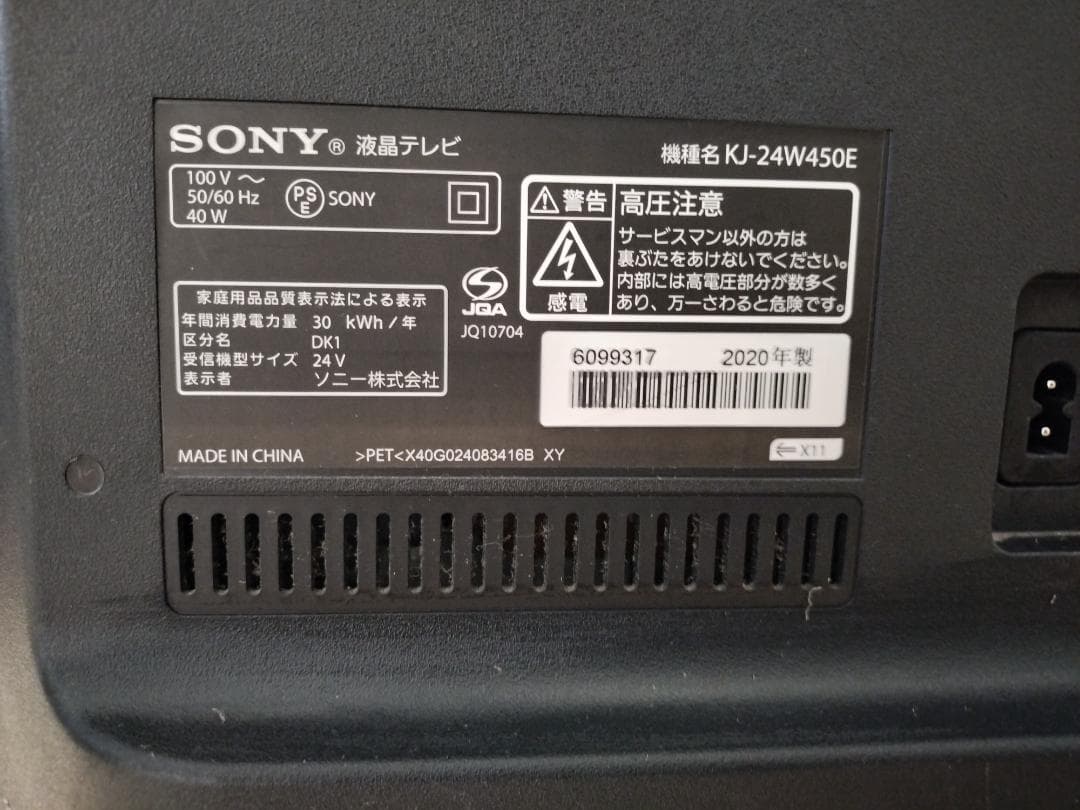 SONY® 液晶テレビ
機種名 KJ-24W450E
100 V ～
50/60 Hz
40 W
PS
E
SONY
警告
感電
高圧注意
サービスマン以外の方は
裏ぶたをあけないでください。
内部には高電圧部分が数多く
あり、万一さわると危険です。
家庭用品品質表示法による表示
年間消費電力量 30 kWh/年
区分名 DK1
受信機型サイズ 24 V
表示者 ソニー株式会社
JQA
JQ10704
6099317 2020年製
MADE IN CHINA >PET<X40G024083416B XY
X11